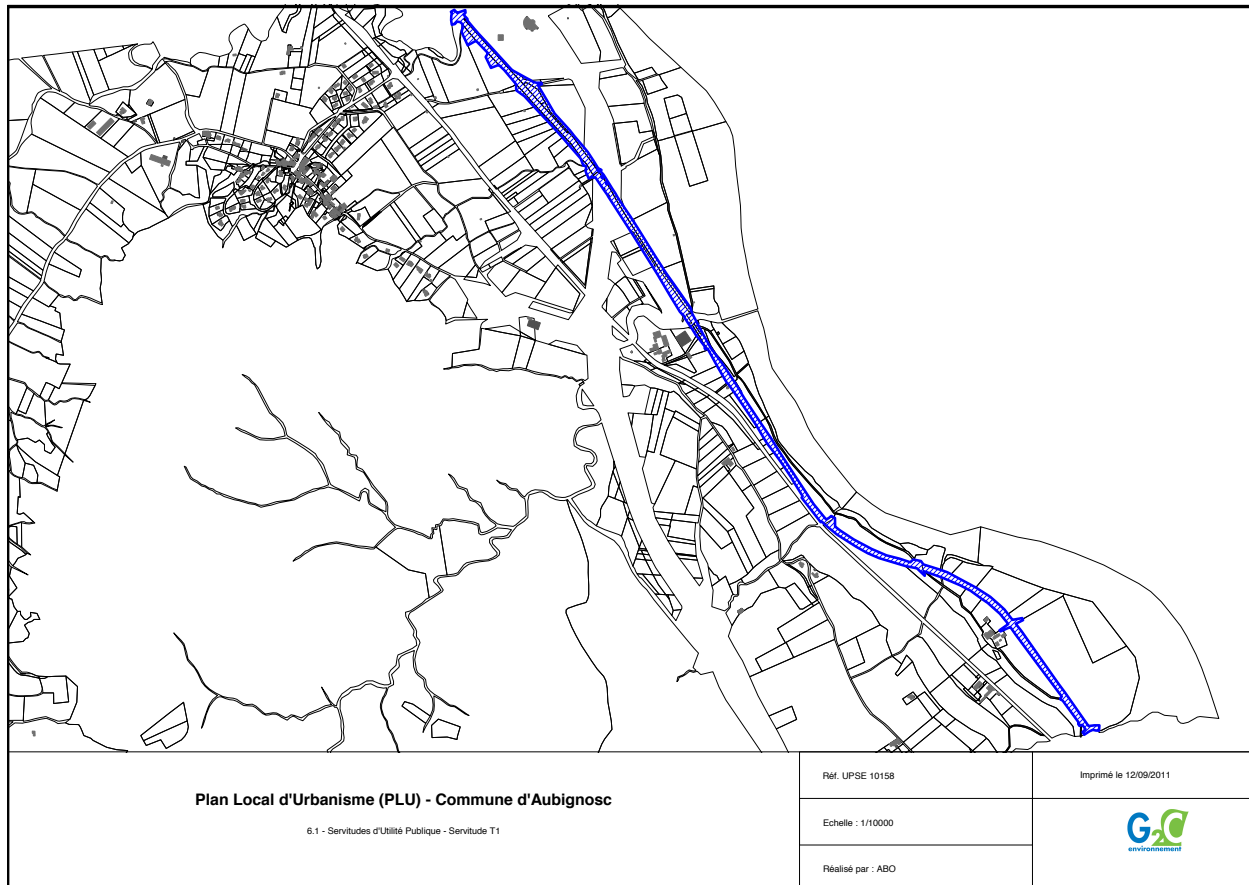 Plan Local d'Urbanisme (PLU) - Commune d'Aubignosc
6.1 - Servitudes d'Utilité Publique - Servitude T1
Réf. UPSE 10158
Imprimé le 12/09/2011
Echelle : 1/10000
Réalisé par : ABO
G2C
environnement